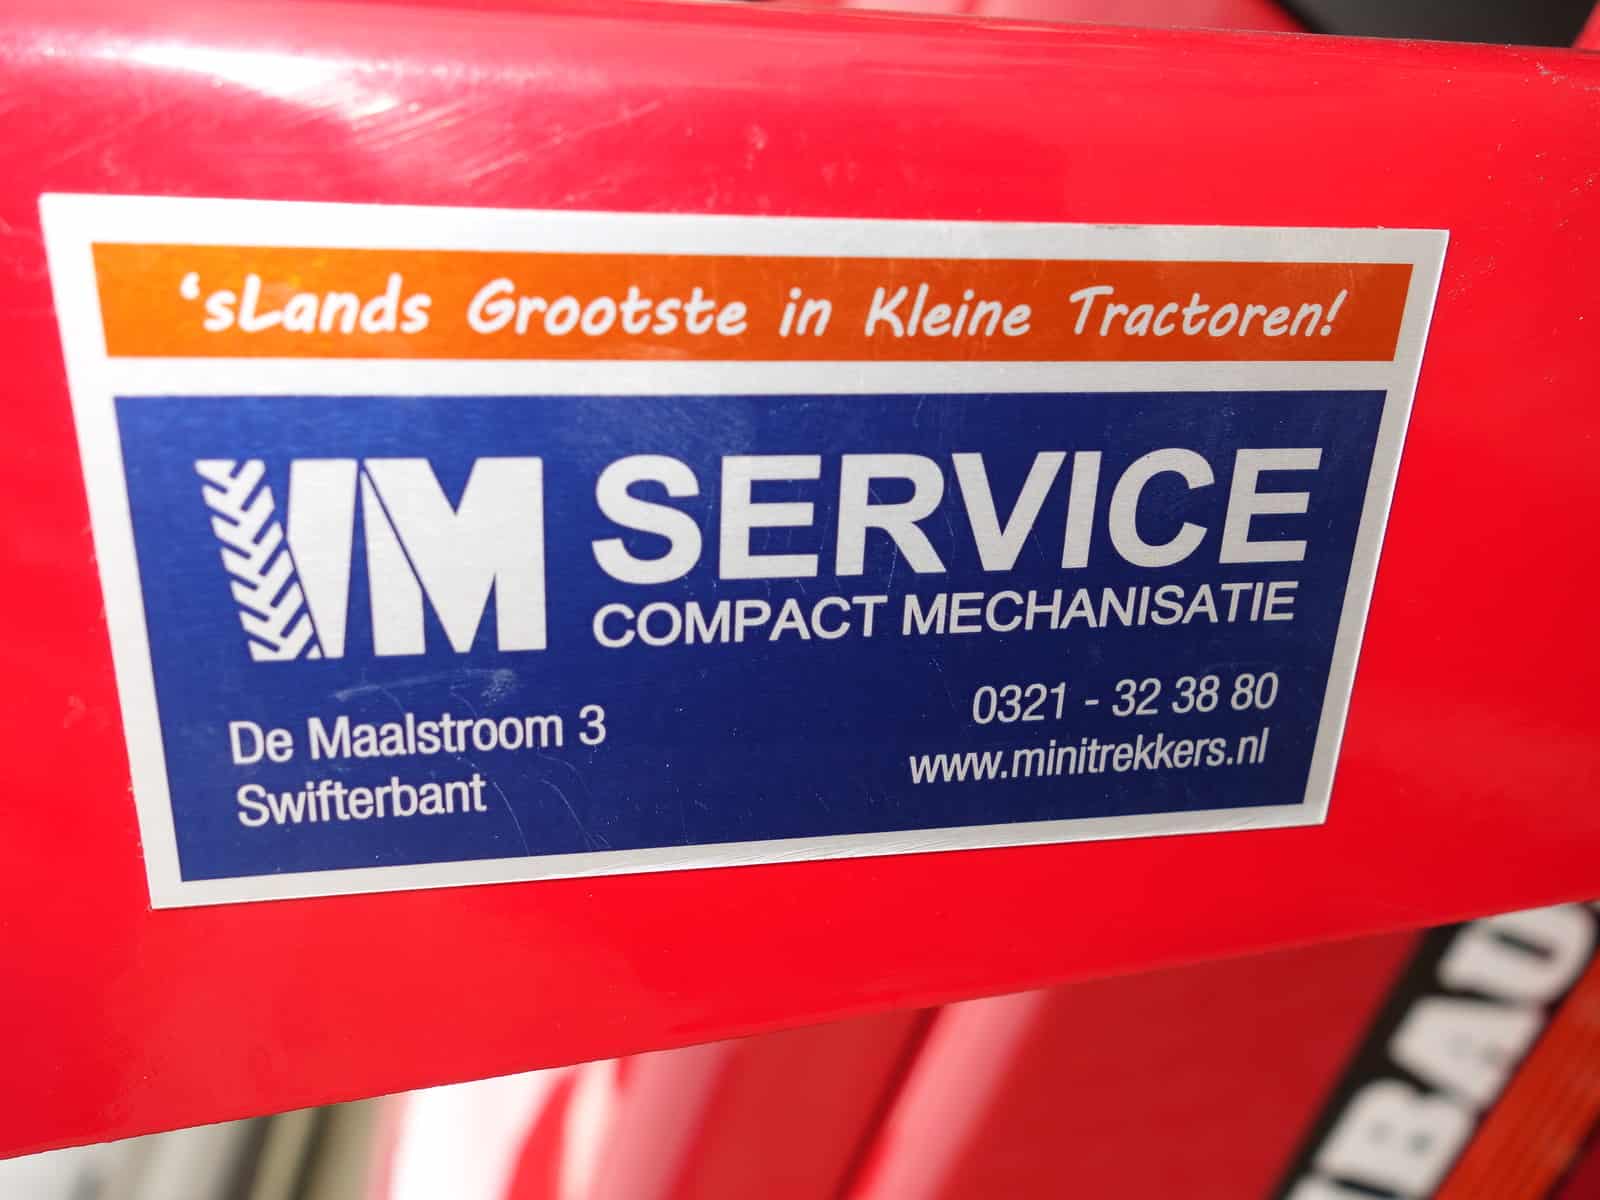 ‘sLands Grootste in Kleine Tractoren!
VM SERVICE
COMPACT MECHANISATIE
De Maalstroom 3
Swifterbant
0321 - 32 38 80
www.minitrekkers.nl